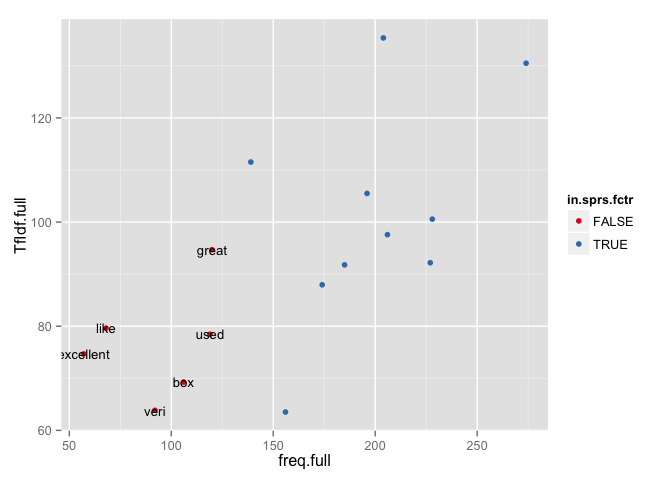 TfIdf.full
120
100
80
60
great
like
used
excellent
box
veri
50
100
150
200
250
freq.full
in.sprs.fctr
FALSE
TRUE